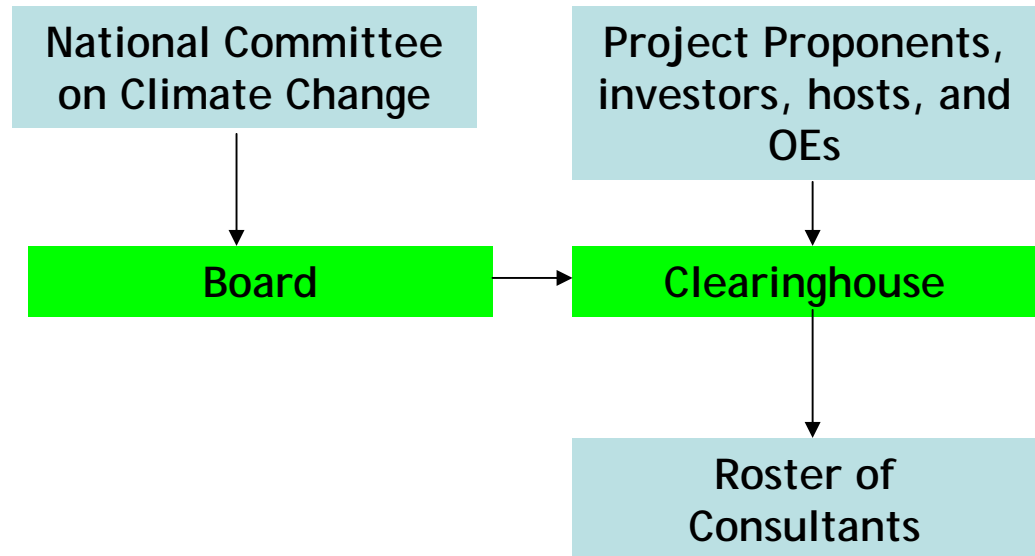 National Committee
on Climate Change
Project Proponents,
investors, hosts, and
OEs
Board
Clearinghouse
Roster of
Consultants